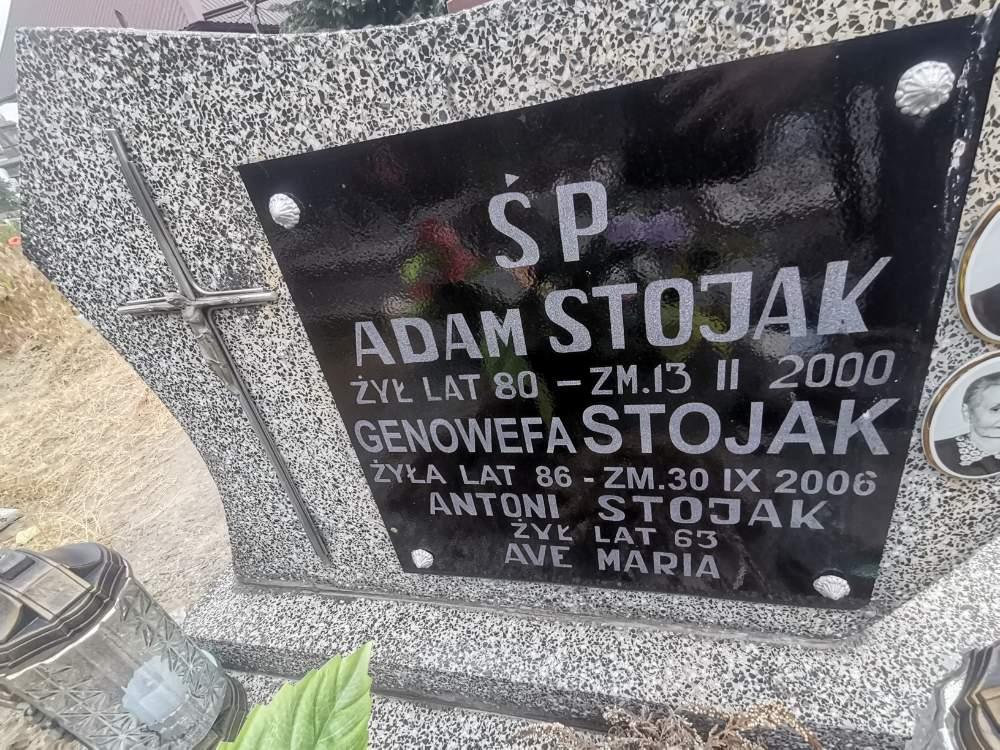 ŚP
ADAM STOJAK
ŻYŁ LAT 80 – ZM.13 II 2000
GENOWEFA STOJAK
ŻYŁA LAT 86 - ZM.30 IX 2006
ANTONI STOJAK
ŻYŁ LAT 63
AVE MARIA